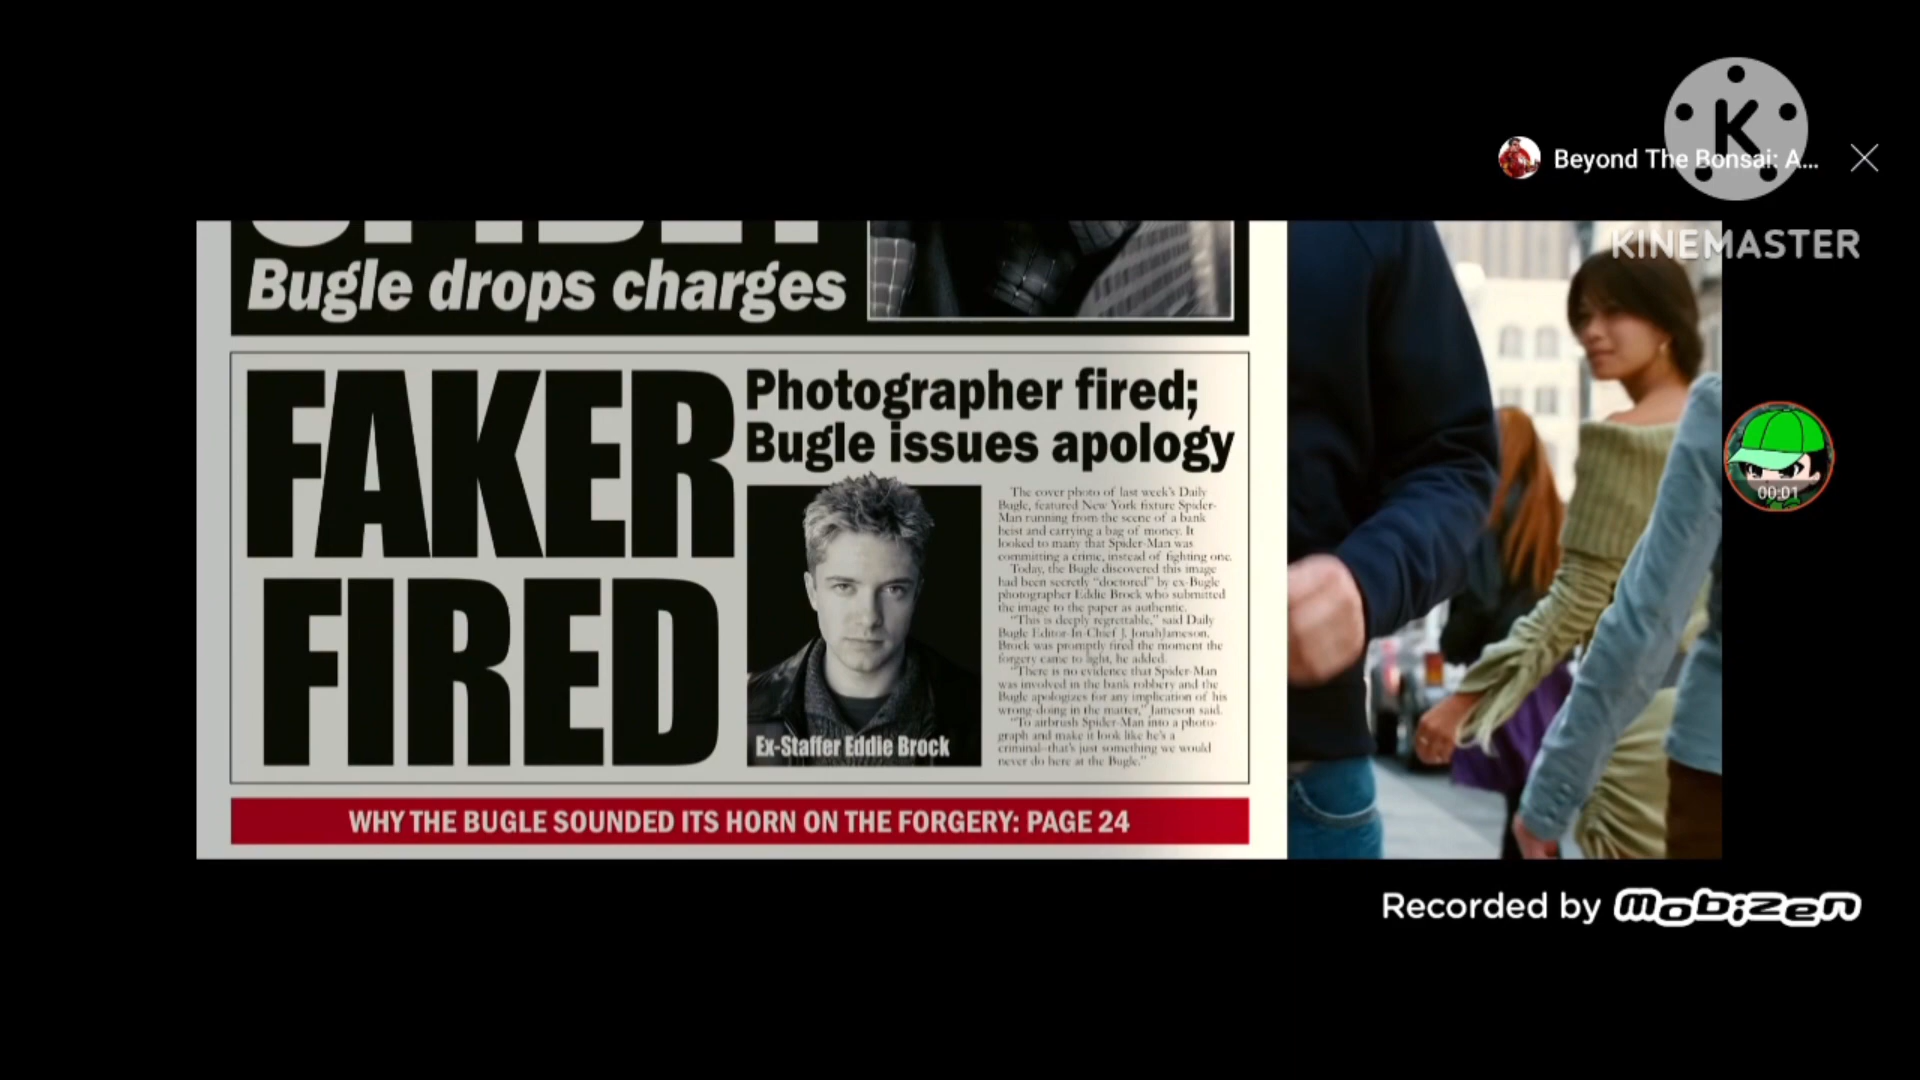 Beyond The Bonsai: A...
K
KINEMASTER
Bugle drops charges
FAKER
FIRED
Photographer fired;
Bugle issues apology
The cover photo of last week's Daily
Bugle, featured New York fixture Spider-
Man running from the scene of a bank
heist and carrying a bag of money. It
looked to many that Spider-Man was
committing a crime, instead of fighting one.
Today, the Bugle discovered this image
had been secretly "doctored" by ex-Bugle
photographer Eddie Brock who submitted
the image to the paper as authentic.
"This is deeply regrettable," said Daily
Bugle Editor-In-Chief J. JonahJameson.
Brock was promptly fired the moment the
forgery came to light, he added.
"There is no evidence that Spider-Man
was involved in the bank robbery and the
Bugle apologizes for any implication of his
wrong-doing in the matter," Jameson said.
"To airbrush Spider-Man into a photo-
graph and make it look like he's a
criminal--that's just something we would
never do here at the Bugle."
Ex-Staffer Eddie Brock
WHY THE BUGLE SOUNDED ITS HORN ON THE FORGERY: PAGE 24
00:01
Recorded by mobizen